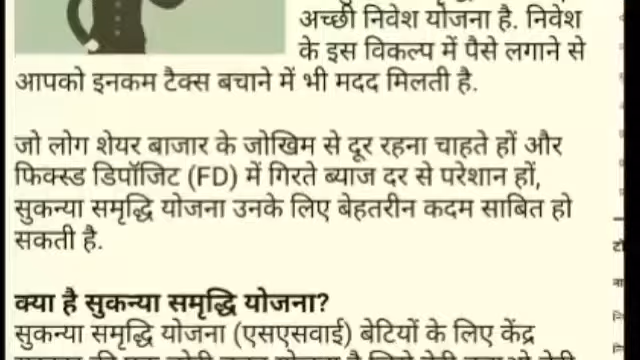 अच्छी निवेश योजना है. निवेश
के इस विकल्प में पैसे लगाने से
आपको इनकम टैक्स बचाने में भी मदद मिलती है.
जो लोग शेयर बाजार के जोखिम से दूर रहना चाहते हों और
फिक्स्ड डिपॉजिट (FD) में गिरते ब्याज दर से परेशान हों,
सुकन्या समृद्धि योजना उनके लिए बेहतरीन कदम साबित हो
सकती है.
क्या है सुकन्या समृद्धि योजना?
सुकन्या समृद्धि योजना (एसएसवाई) बेटियों के लिए केंद्र